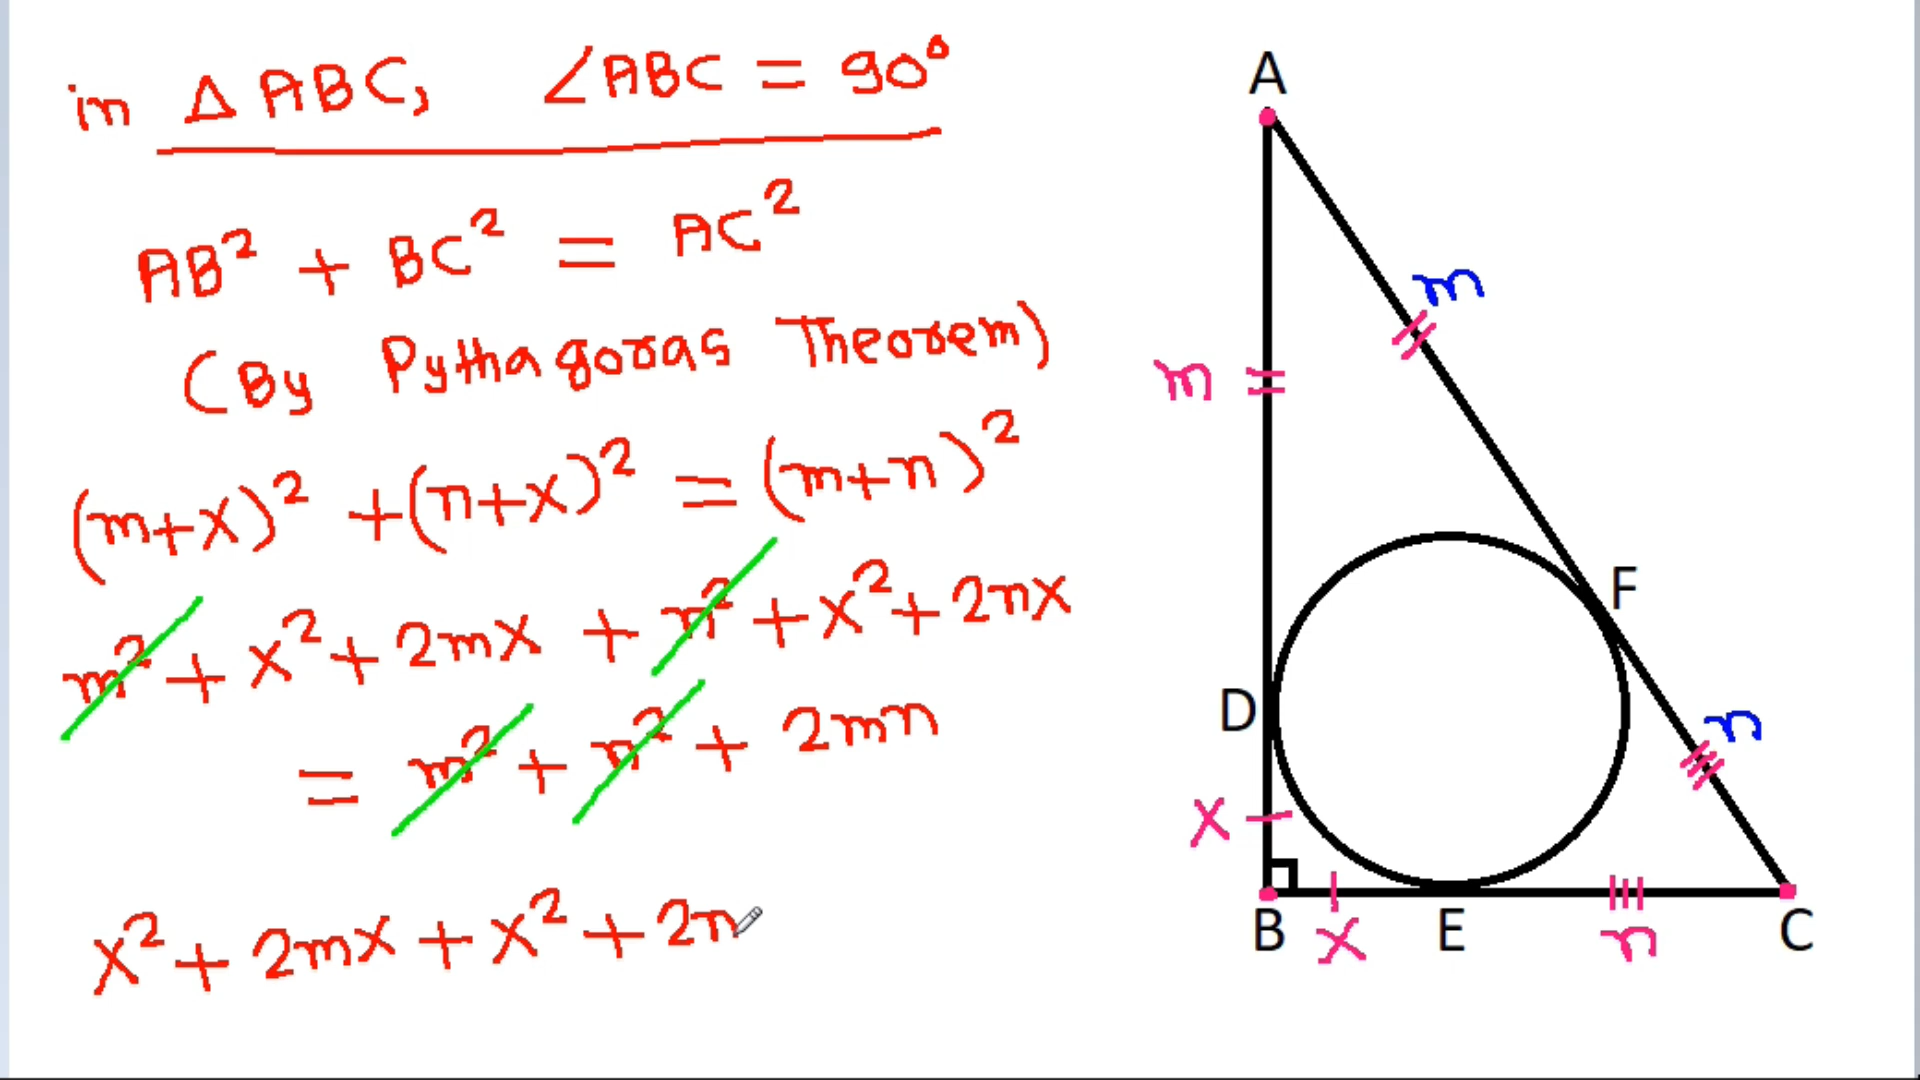 in △ ABC, ∠ABC = 90°
AB² + BC² = AC²
(By Pythagoras Theorem)
(m+x)² + (n+x)² = (m+n)²
m² + x² + 2mx + n² + x² + 2nx
= m² + n² + 2mn
x² + 2mx + x² + 2n
A
m
m
F
D
n
x
B
x
E
n
C